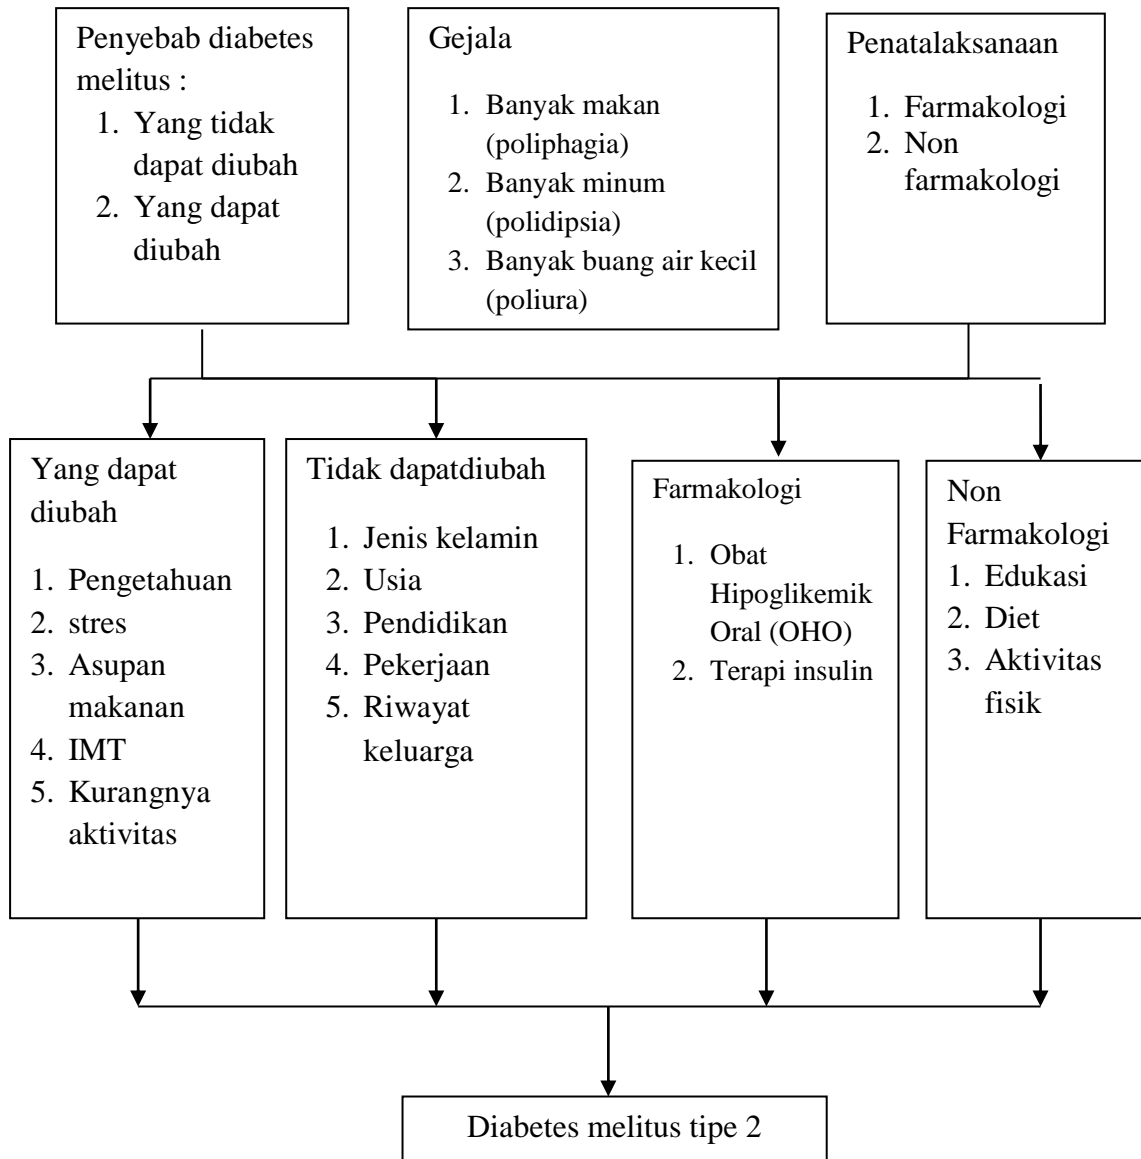 Penyebab diabetes
melitus :
1. Yang tidak
dapat diubah
2. Yang dapat
diubah
Gejala
1. Banyak makan
(poliphagia)
2. Banyak minum
(polidipsia)
3. Banyak buang air kecil
(poliura)
Penatalaksanaan
1. Farmakologi
2. Non
farmakologi
Yang dapat
diubah
1. Pengetahuan
2. stres
3. Asupan
makanan
4. IMT
5. Kurangnya
aktivitas
Tidak dapatdiubah
1. Jenis kelamin
2. Usia
3. Pendidikan
4. Pekerjaan
5. Riwayat
keluarga
Farmakologi
1. Obat
Hipoglikemik
Oral (OHO)
2. Terapi insulin
Non
Farmakologi
1. Edukasi
2. Diet
3. Aktivitas
fisik
Diabetes melitus tipe 2